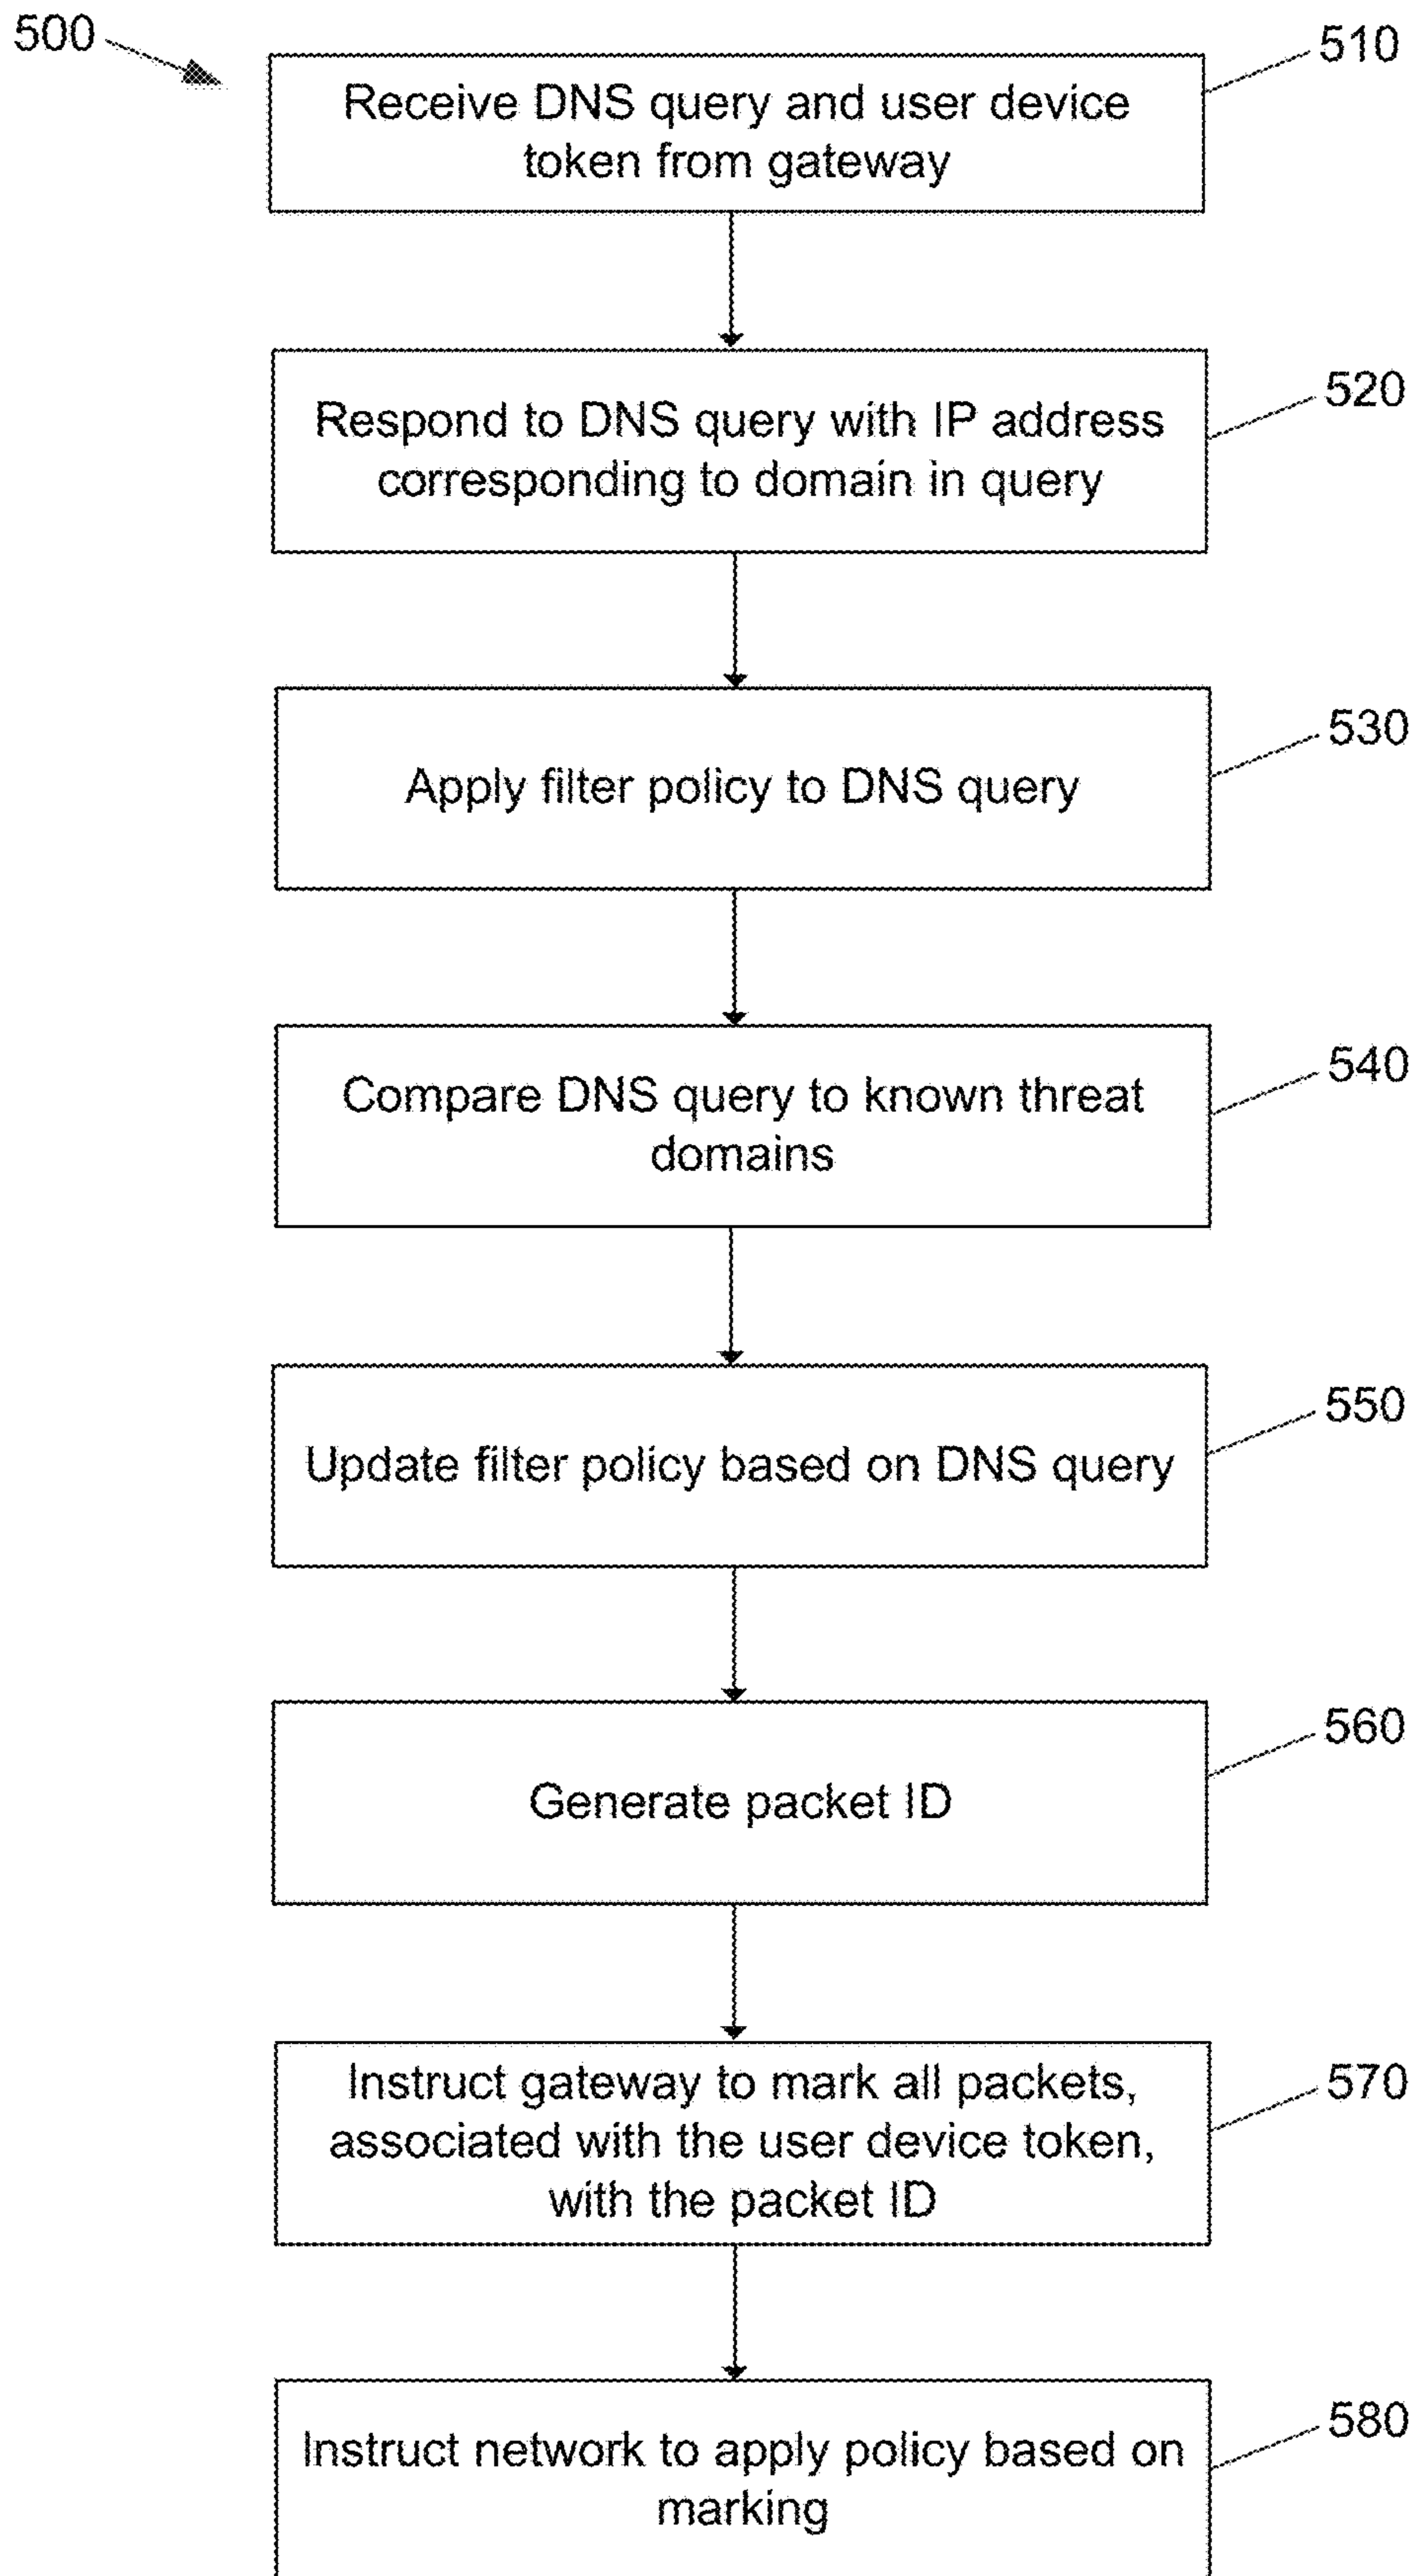 500
510
Receive DNS query and user device
token from gateway
520
Respond to DNS query with IP address
corresponding to domain in query
530
Apply filter policy to DNS query
540
Compare DNS query to known threat
domains
550
Update filter policy based on DNS query
560
Generate packet ID
570
Instruct gateway to mark all packets,
associated with the user device token,
with the packet ID
580
Instruct network to apply policy based on
marking